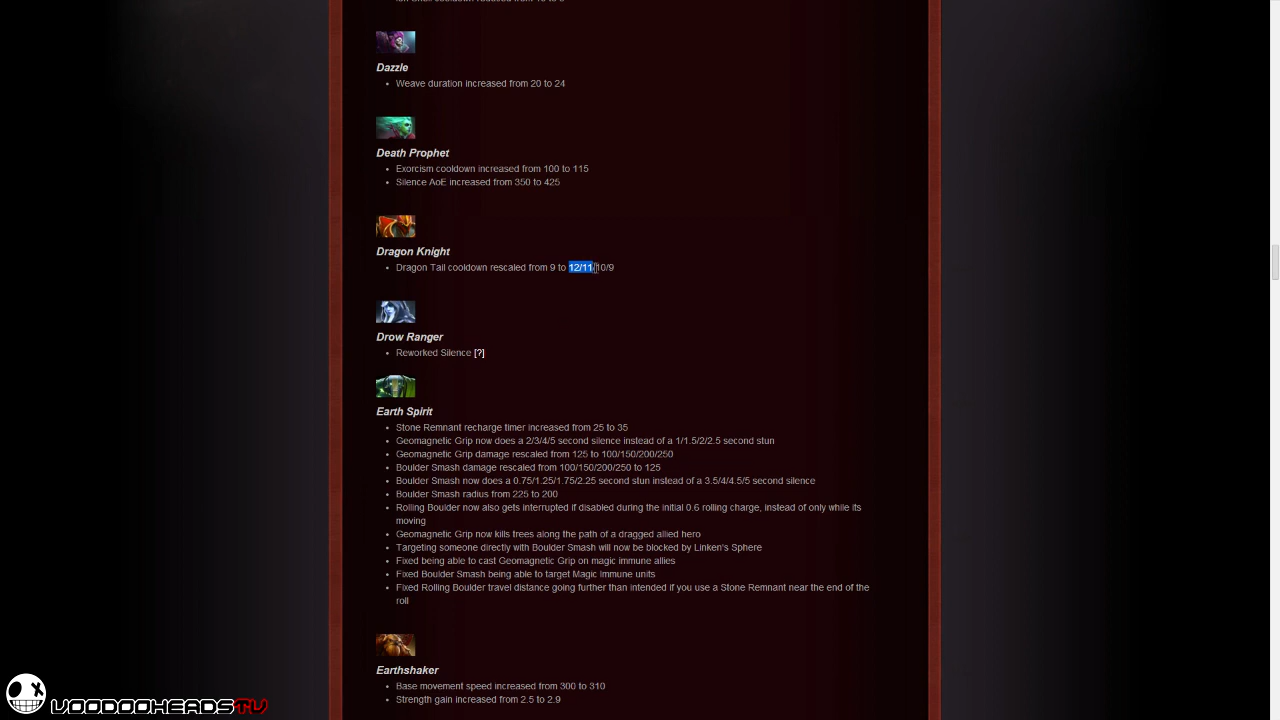 Dazzle
• Weave duration increased from 20 to 24
Death Prophet
• Exorcism cooldown increased from 100 to 115
• Silence AoE increased from 350 to 425
Dragon Knight
• Dragon Tail cooldown rescaled from 9 to 12/11/10/9
Drow Ranger
• Reworked Silence [?]
Earth Spirit
• Stone Remnant recharge timer increased from 25 to 35
• Geomagnetic Grip now does a 2/3/4/5 second silence instead of a 1/1.5/2/2.5 second stun
• Geomagnetic Grip damage rescaled from 125 to 100/150/200/250
• Boulder Smash damage rescaled from 100/150/200/250 to 125
• Boulder Smash now does a 0.75/1.25/1.75/2.25 second stun instead of a 3.5/4/4.5/5 second silence
• Boulder Smash radius from 225 to 200
• Rolling Boulder now also gets interrupted if disabled during the initial 0.6 rolling charge, instead of only while its
moving
• Geomagnetic Grip now kills trees along the path of a dragged allied hero
• Targeting someone directly with Boulder Smash will now be blocked by Linken's Sphere
• Fixed being able to cast Geomagnetic Grip on magic immune allies
• Fixed Boulder Smash being able to target Magic Immune units
• Fixed Rolling Boulder travel distance going further than intended if you use a Stone Remnant near the end of the
roll
Earthshaker
• Base movement speed increased from 300 to 310
• Strength gain increased from 2.5 to 2.9
VOODOOHEADSTV